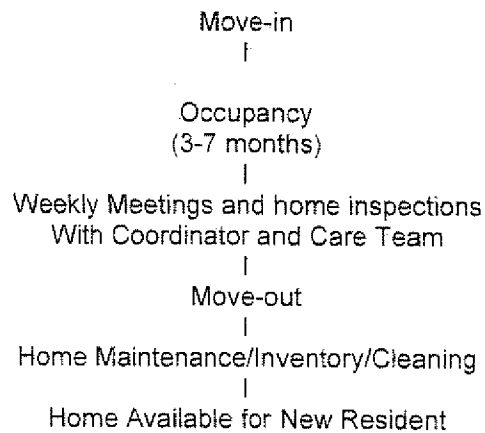 Move-in
Occupancy
(3-7 months)
Weekly Meetings and home inspections
With Coordinator and Care Team
Move-out
Home Maintenance/Inventory/Cleaning
Home Available for New Resident